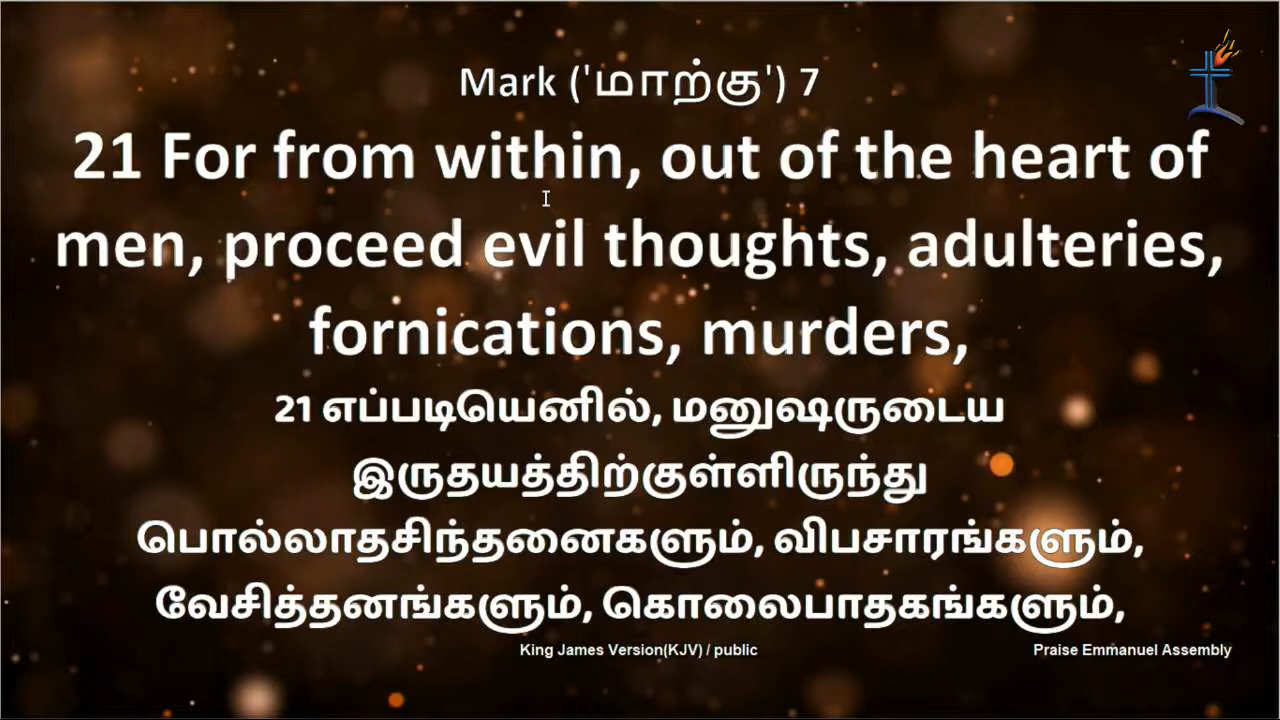 Mark ('மாற்கு') 7
21 For from within, out of the heart of
men, proceed evil thoughts, adulteries,
fornications, murders,
21 எப்படியெனில், மனுஷருடைய
இருதயத்திற்குள்ளிருந்து
பொல்லாதசிந்தனைகளும், விபசாரங்களும்,
வேசித்தனங்களும், கொலைபாதகங்களும்,
King James Version(KJV) / public
Praise Emmanuel Assembly